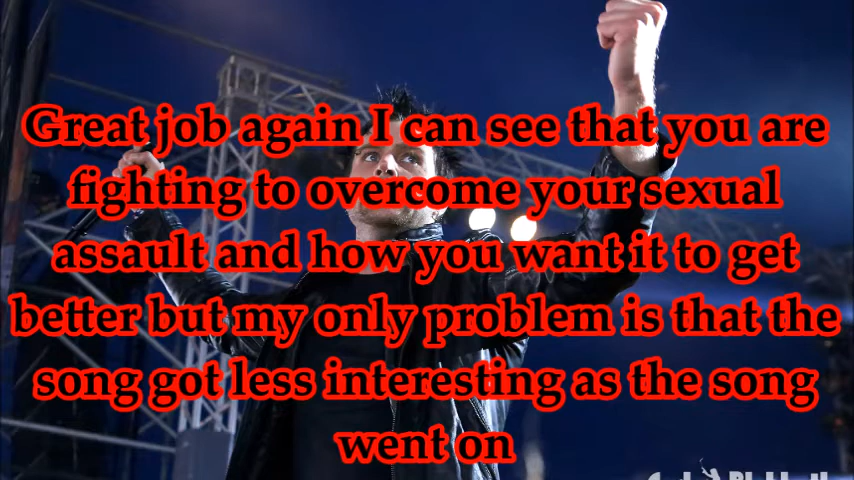 Great job again I can see that you are
fighting to overcome your sexual
assault and how you want it to get
better but my only problem is that the
song got less interesting as the song
went on